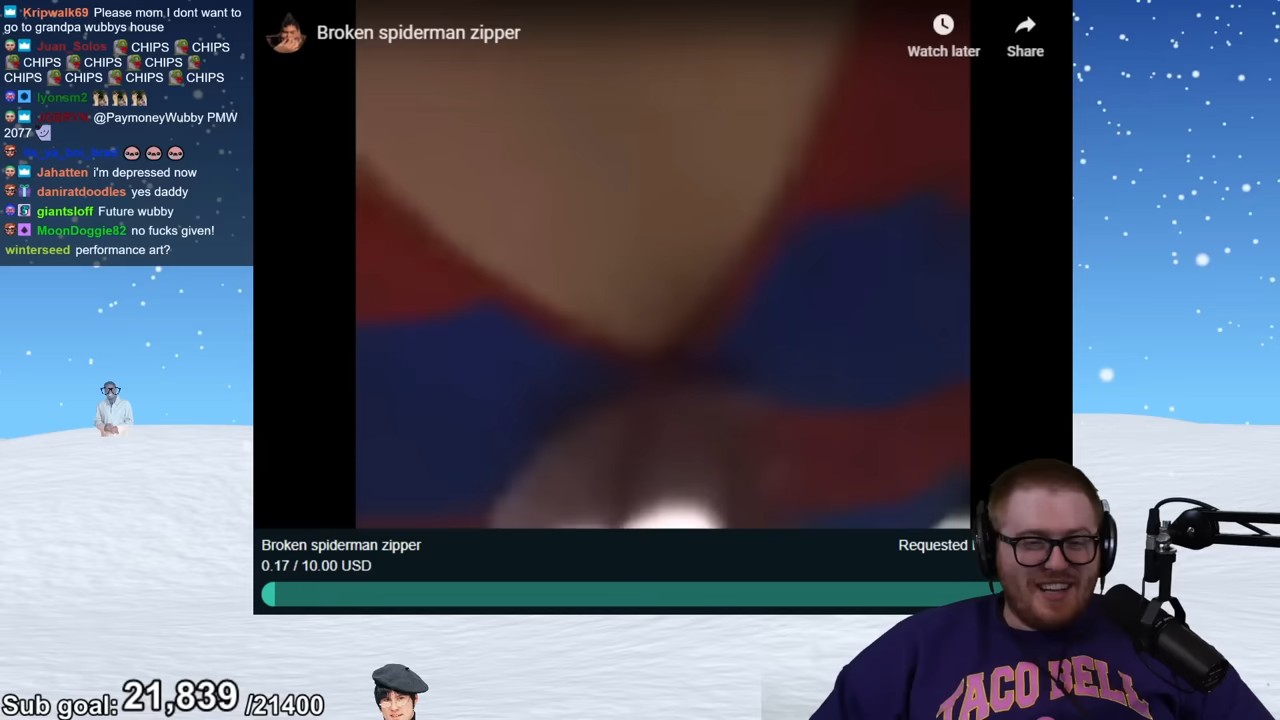 Kripwalk69 Please mom I dont want to
go to grandpa wubbys house
Juan_Solos CHIPS CHIPS
CHIPS CHIPS CHIPS
CHIPS CHIPS CHIPS CHIPS
lyonsm2
@PaymoneyWubby PMW
2077
Jahatten i'm depressed now
daniratdoodles yes daddy
giantsloff Future wubby
MoonDoggie82 no fucks given!
winterseed performance art?
Broken spiderman zipper
Watch later
Share
Broken spiderman zipper
Requested
0.17 / 10.00 USD
TACO BELL
Sub goal: 21,839 /21400